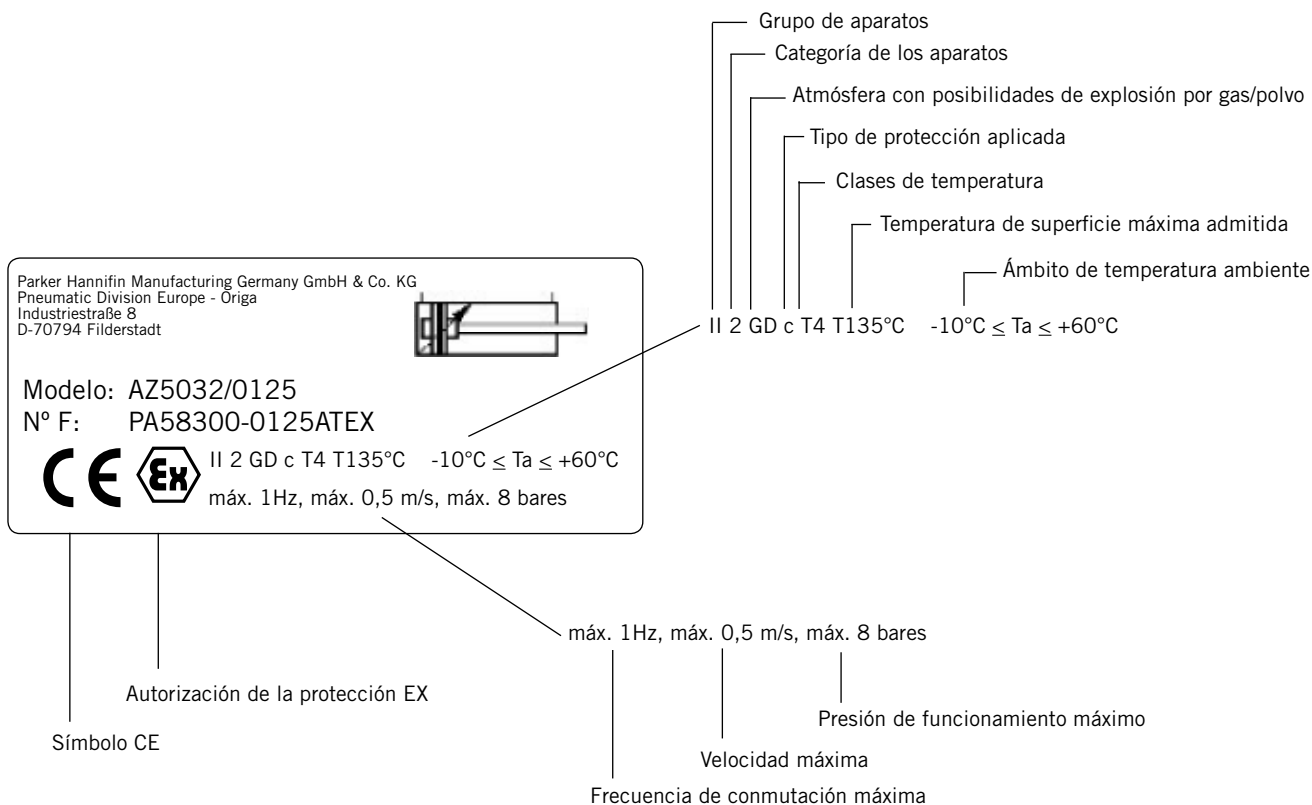 Grupo de aparatos
Categoría de los aparatos
Atmósfera con posibilidades de explosión por gas/polvo
Tipo de protección aplicada
Clases de temperatura
Temperatura de superficie máxima admitida
Ámbito de temperatura ambiente
II 2 GD c T4 T135°C -10°C ≤ Ta ≤ +60°C
Parker Hannifin Manufacturing Germany GmbH & Co. KG
Pneumatic Division Europe - Origa
Industriestraße 8
D-70794 Filderstadt
Modelo: AZ5032/0125
Nº F: PA58300-0125ATEX
CE Ex II 2 GD c T4 T135°C -10°C ≤ Ta ≤ +60°C
máx. 1Hz, máx. 0,5 m/s, máx. 8 bares
máx. 1Hz, máx. 0,5 m/s, máx. 8 bares
Autorización de la protección EX
Símbolo CE
Presión de funcionamiento máximo
Velocidad máxima
Frecuencia de conmutación máxima